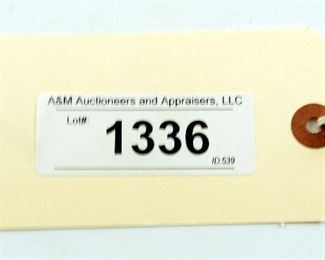 A&M Auctioneers and Appraisers, LLC
Lot#:
1336
ID:539